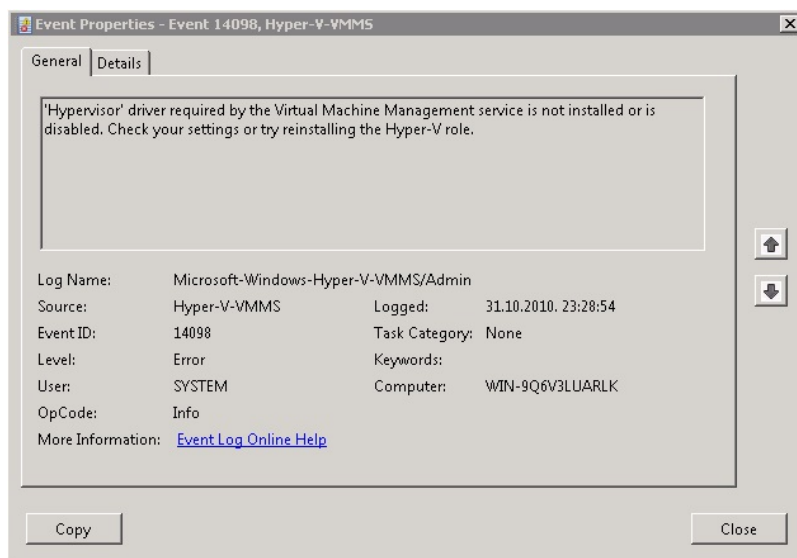 Event Properties - Event 14098, Hyper-V-VMMS
General Details
'Hypervisor' driver required by the Virtual Machine Management service is not installed or is
disabled. Check your settings or try reinstalling the Hyper-V role.
Log Name: Microsoft-Windows-Hyper-V-VMMS/Admin
Source: Hyper-V-VMMS Logged: 31.10.2010. 23:28:54
Event ID: 14098 Task Category: None
Level: Error Keywords:
User: SYSTEM Computer: WIN-9Q6V3LUARLK
OpCode: Info
More Information: Event Log Online Help
Copy Close